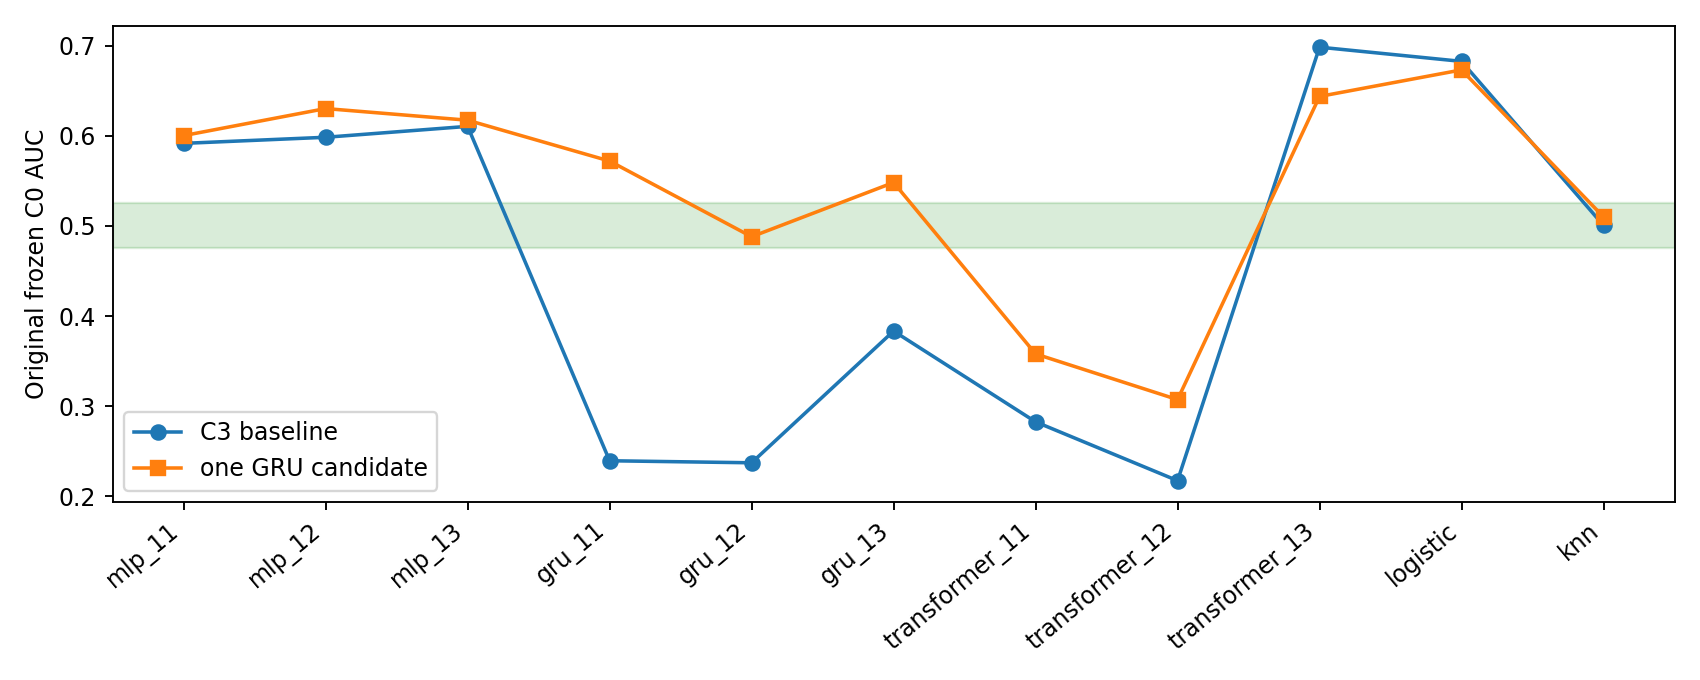 Original frozen C0 AUC
0.7
0.6
0.5
0.4
0.3
0.2
C3 baseline
one GRU candidate
mlp_11
mlp_12
mlp_13
gru_11
gru_12
gru_13
transformer_11
transformer_12
transformer_13
logistic
knn